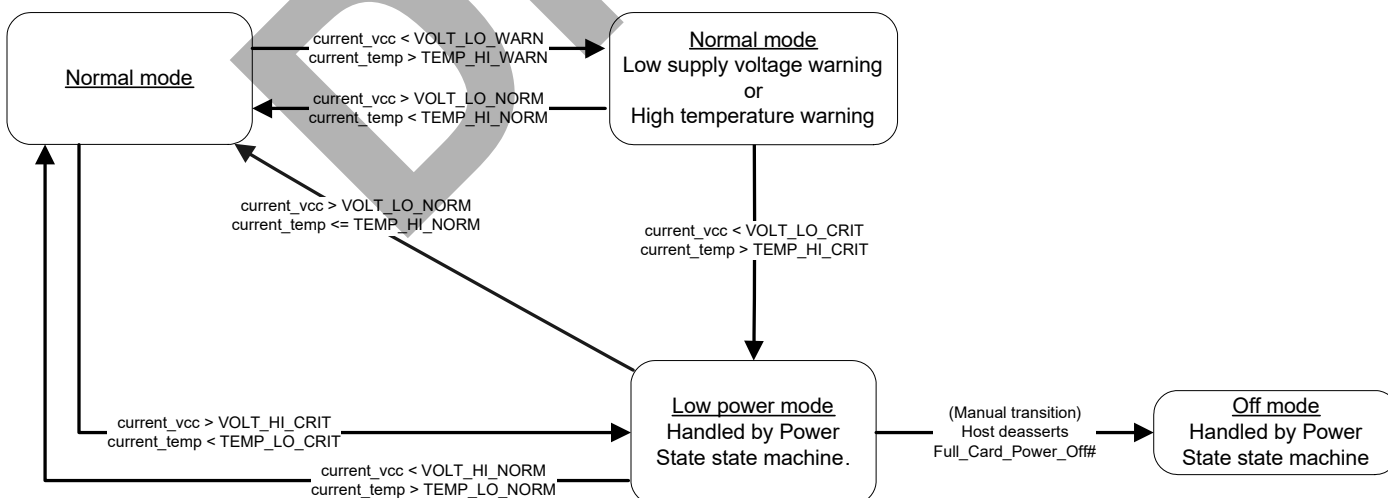 Normal mode
current_vcc < VOLT_LO_WARN
current_temp > TEMP_HI_WARN
current_vcc > VOLT_LO_NORM
current_temp < TEMP_HI_NORM
Normal mode
Low supply voltage warning
or
High temperature warning
current_vcc > VOLT_LO_NORM
current_temp <= TEMP_HI_NORM
current_vcc < VOLT_LO_CRIT
current_temp > TEMP_HI_CRIT
current_vcc > VOLT_HI_CRIT
current_temp < TEMP_LO_CRIT
current_vcc < VOLT_HI_NORM
current_temp > TEMP_LO_NORM
Low power mode
Handled by Power
State state machine.
(Manual transition)
Host deasserts
Full_Card_Power_Off#
Off mode
Handled by Power
State state machine